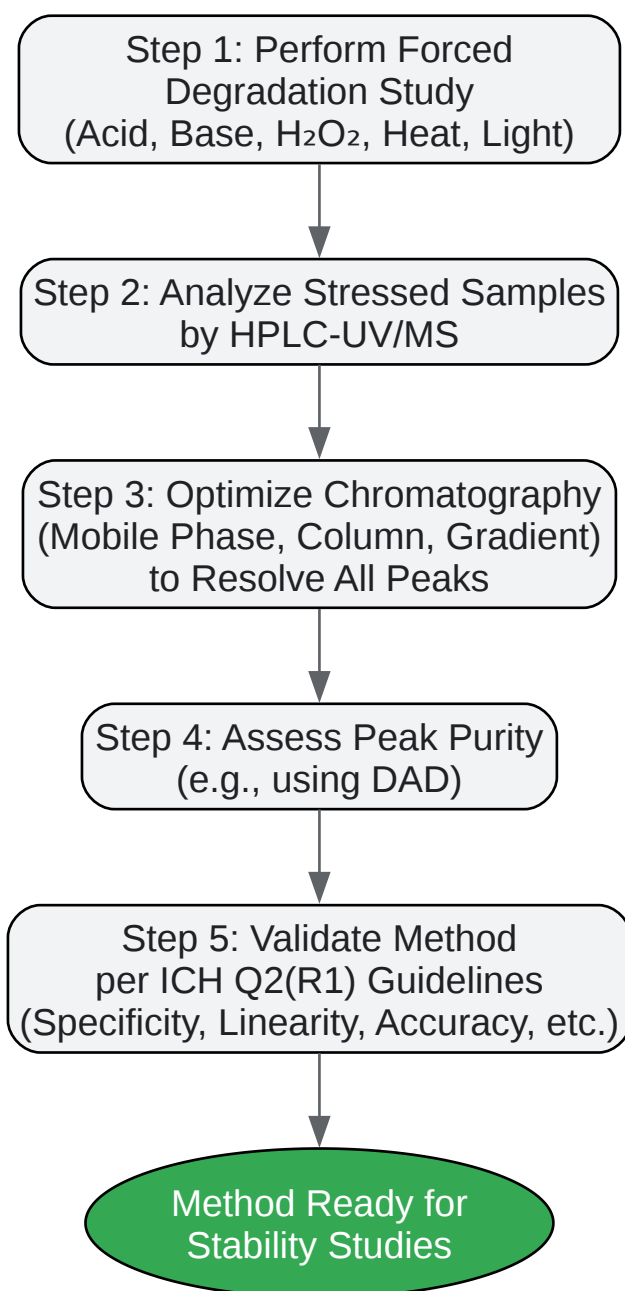 Step 1: Perform Forced
Degradation Study
(Acid, Base, H₂O₂, Heat, Light)
Step 2: Analyze Stressed Samples
by HPLC-UV/MS
Step 3: Optimize Chromatography
(Mobile Phase, Column, Gradient)
to Resolve All Peaks
Step 4: Assess Peak Purity
(e.g., using DAD)
Step 5: Validate Method
per ICH Q2(R1) Guidelines
(Specificity, Linearity, Accuracy, etc.)
Method Ready for
Stability Studies